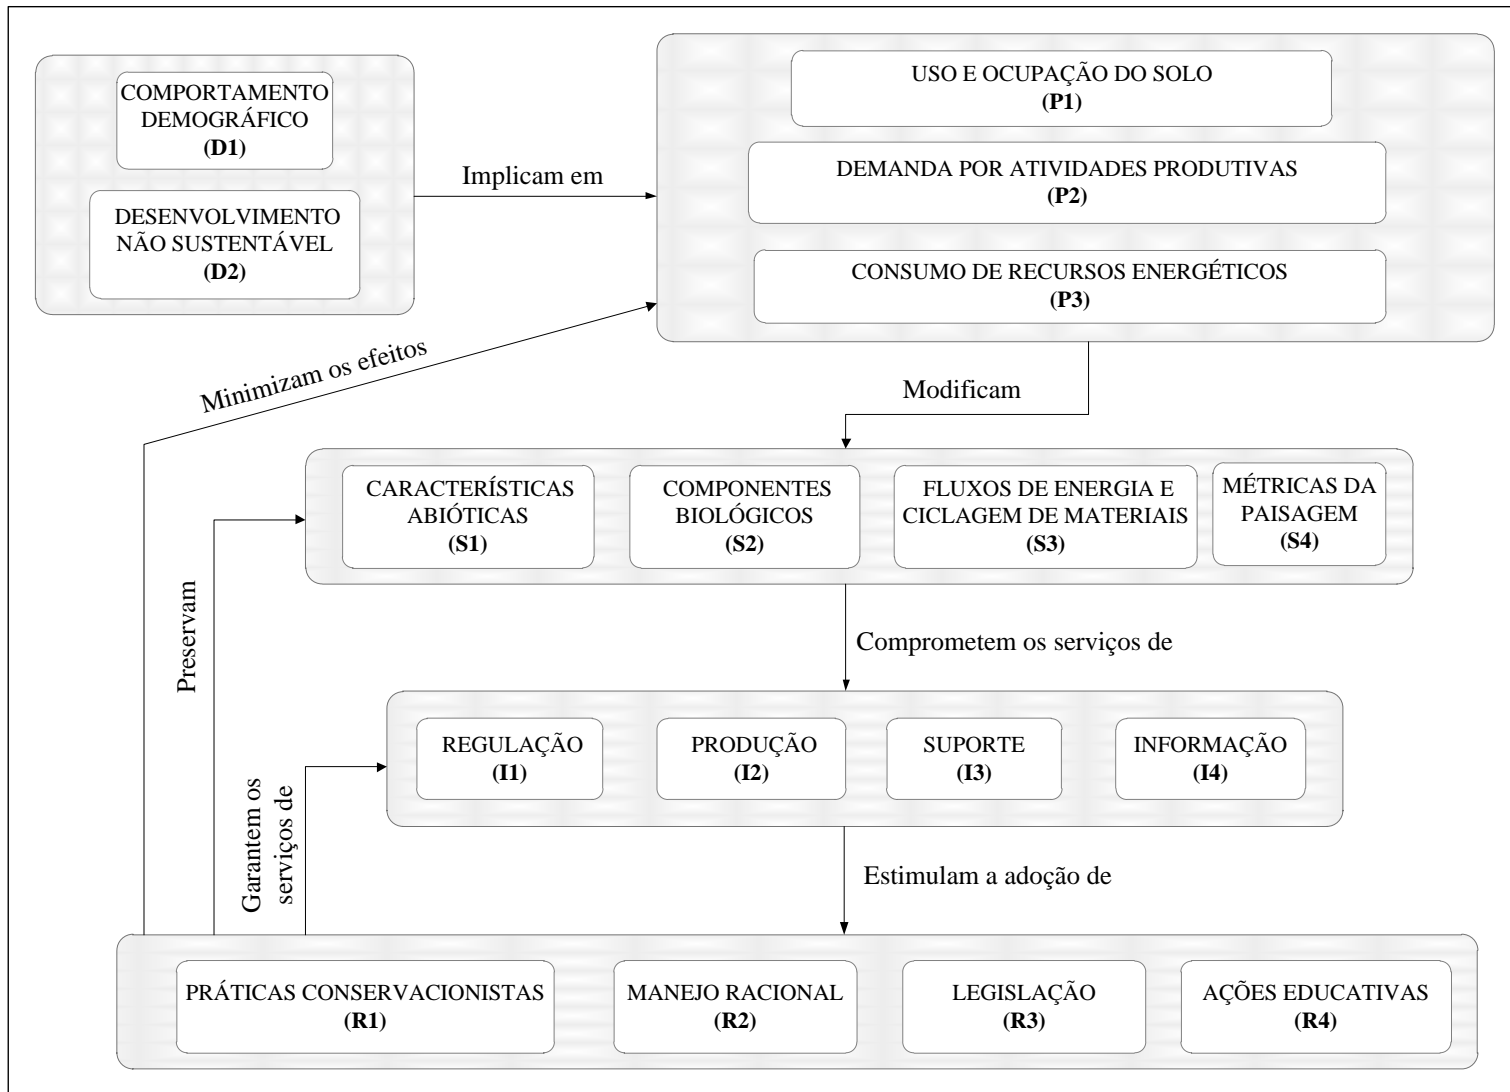 COMPORTAMENTO
DEMOGRÁFICO
(D1)
DESENVOLVIMENTO
NÃO SUSTENTÁVEL
(D2)
Implicam em
USO E OCUPAÇÃO DO SOLO
(P1)
DEMANDA POR ATIVIDADES PRODUTIVAS
(P2)
CONSUMO DE RECURSOS ENERGÉTICOS
(P3)
Minimizam os efeitos
Modificam
CARACTERÍSTICAS
ABIÓTICAS
(S1)
COMPONENTES
BIOLÓGICOS
(S2)
FLUXOS DE ENERGIA E
CICLAGEM DE MATERIAIS
(S3)
MÉTRICAS DA
PAISAGEM
(S4)
Preservam
Comprometem os serviços de
REGULAÇÃO
(I1)
PRODUÇÃO
(I2)
SUPORTE
(I3)
INFORMAÇÃO
(I4)
Garantem os
serviços de
Estimulam a adoção de
PRÁTICAS CONSERVACIONISTAS
(R1)
MANEJO RACIONAL
(R2)
LEGISLAÇÃO
(R3)
AÇÕES EDUCATIVAS
(R4)